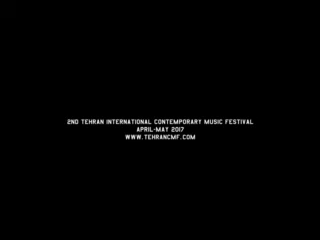 2ND TEHRAN INTERNATIONAL CONTEMPORARY MUSIC FESTIVAL
APRIL-MAY 2017
WWW.TEHRANCMF.COM